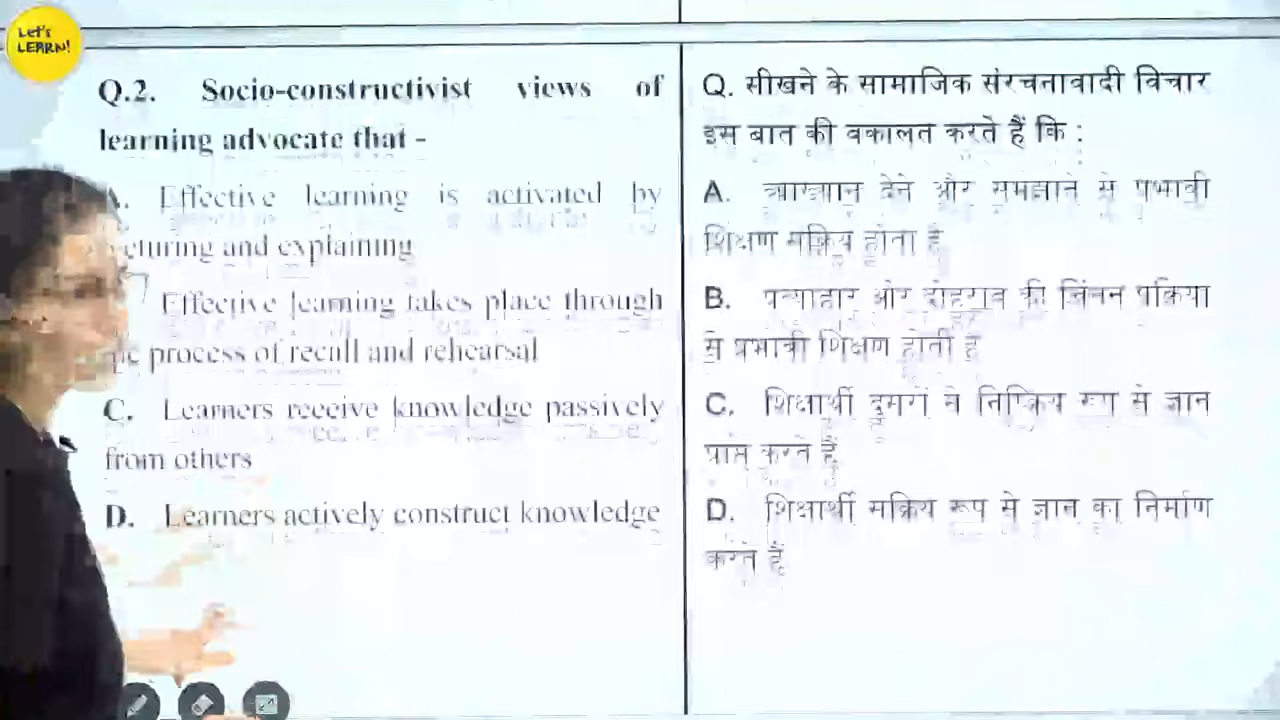 Let's
LEARN!
Q.2. Socio-constructivist views of
learning advocate that -
Effective learning is activated by
and explaining
Effective learning takes place through
process of recall and rehearsal
C. Learners receive knowledge passively
from others
D. Learners actively construct knowledge
Q. सीखने के सामाजिक संरचनावादी विचार
इस बात की वकालत करते हैं कि :
A. व्याख्यान देने और समझाने से प्रभावी
शिक्षण सक्रिय होता है
B. और दोहराव की प्रक्रिया
से प्रभावी शिक्षण होती है
C. शिक्षार्थी दूसरों से निष्क्रिय रूप से ज्ञान
प्राप्त करते हैं
D. शिक्षार्थी सक्रिय रूप से ज्ञान का निर्माण
करते हैं